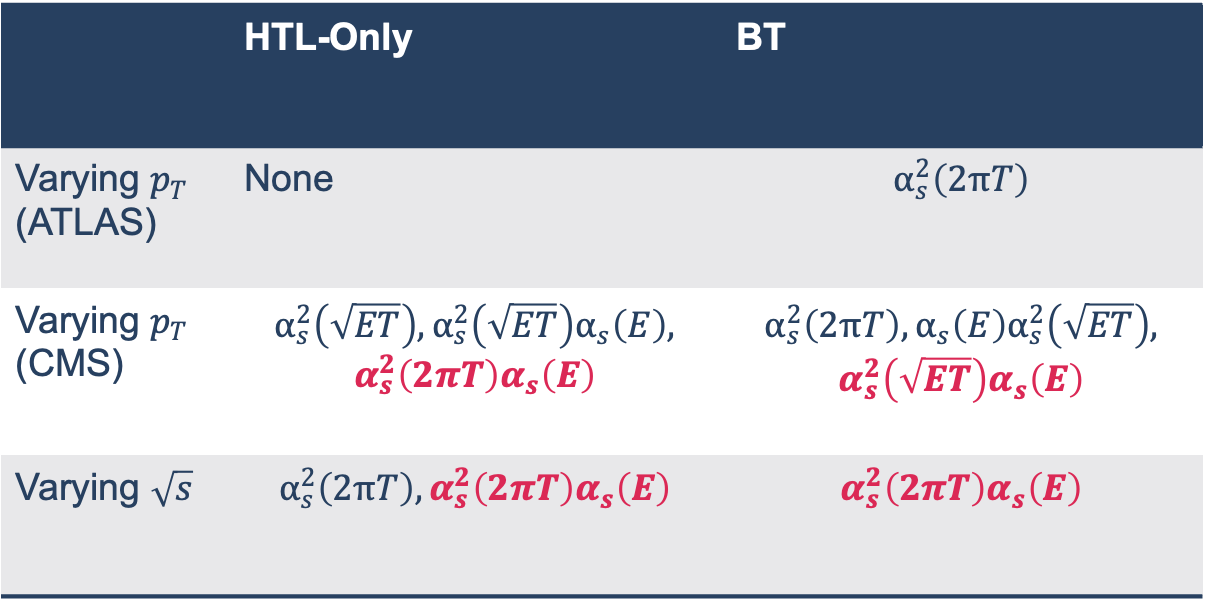 HTL-Only BT
Varying p_T None α_s^2(2πT)
(ATLAS)
Varying p_T α_s^2(√ET), α_s^2(√ET)α_s(E), α_s^2(2πT), α_s(E)α_s^2(√ET),
(CMS) α_s^2(2πT)α_s(E) α_s^2(√ET)α_s(E)
Varying √s α_s^2(2πT), α_s^2(2πT)α_s(E) α_s^2(2πT)α_s(E)